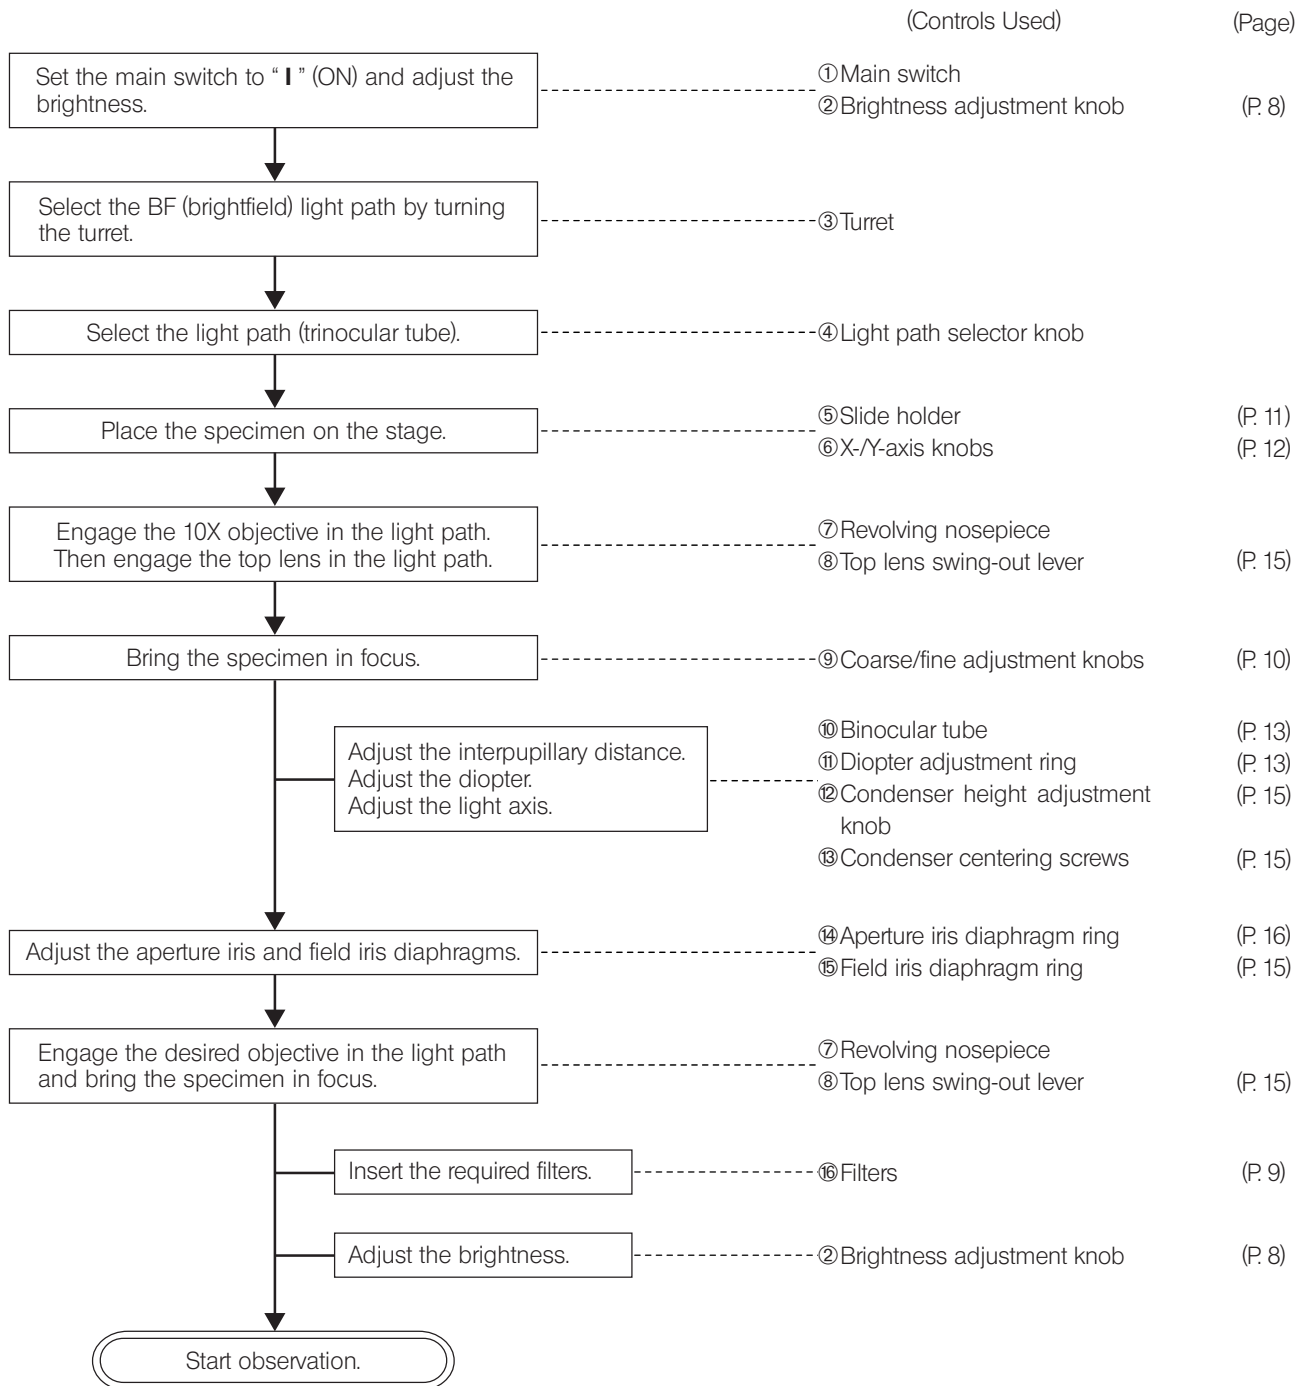 (Controls Used) (Page)
Set the main switch to “ I ” (ON) and adjust the
brightness.
①Main switch
②Brightness adjustment knob (P. 8)
Select the BF (brightfield) light path by turning
the turret.
③Turret
Select the light path (trinocular tube).
④Light path selector knob
Place the specimen on the stage.
⑤Slide holder (P. 11)
⑥X-/Y-axis knobs (P. 12)
Engage the 10X objective in the light path.
Then engage the top lens in the light path.
⑦Revolving nosepiece
⑧Top lens swing-out lever (P. 15)
Bring the specimen in focus.
⑨Coarse/fine adjustment knobs (P. 10)
Adjust the interpupillary distance.
Adjust the diopter.
Adjust the light axis.
⑩Binocular tube (P. 13)
⑪Diopter adjustment ring (P. 13)
⑫Condenser height adjustment (P. 15)
knob
⑬Condenser centering screws (P. 15)
Adjust the aperture iris and field iris diaphragms.
⑭Aperture iris diaphragm ring (P. 16)
⑮Field iris diaphragm ring (P. 15)
Engage the desired objective in the light path
and bring the specimen in focus.
⑦Revolving nosepiece
⑧Top lens swing-out lever (P. 15)
Insert the required filters.
⑯Filters (P. 9)
Adjust the brightness.
②Brightness adjustment knob (P. 8)
Start observation.